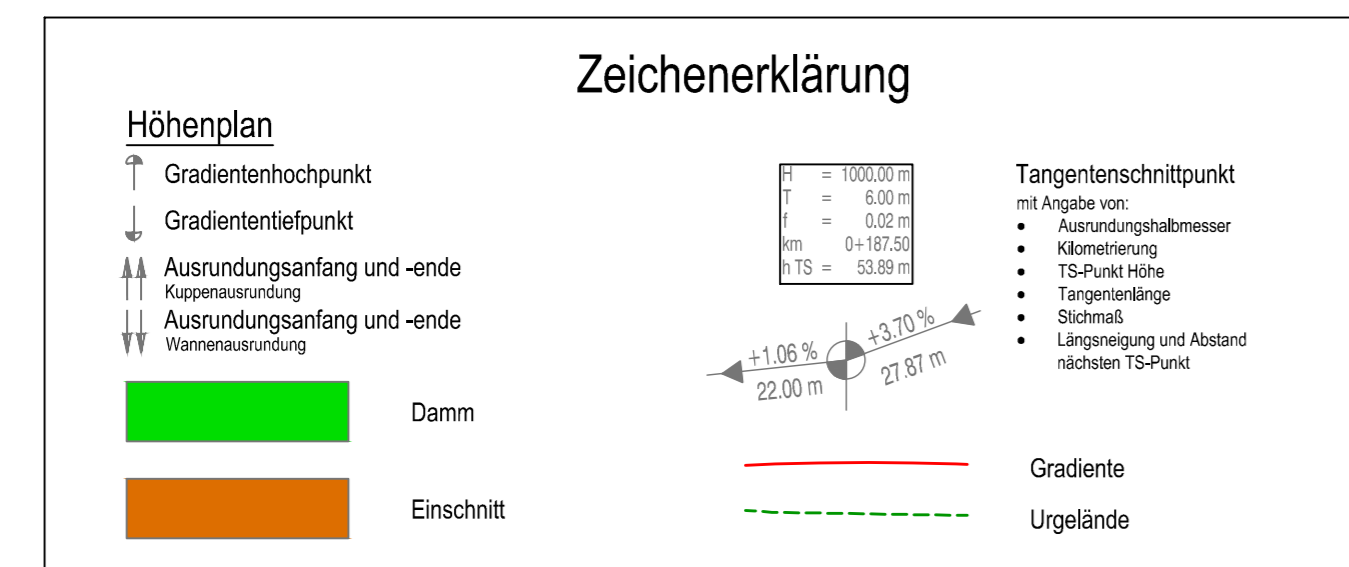 Zeichenerklärung
Höhenplan
Gradientenhochpunkt
Gradiententiefpunkt
Ausrundungsanfang und -ende
Kuppenausrundung
Ausrundungsanfang und -ende
Wannenausrundung
Damm
Einschnitt
H = 1000.00 m
T = 6.00 m
f = 0.02 m
km 0+187.50
h TS = 53.89 m
+1.06 %
22.00 m
+3.70 %
27.87 m
Tangentenschnittpunkt
mit Angabe von:
• Ausrundungshalbmesser
• Kilometrierung
• TS-Punkt Höhe
• Tangentenlänge
• Stichmaß
• Längsneigung und Abstand
nächsten TS-Punkt
Gradiente
Urgelände